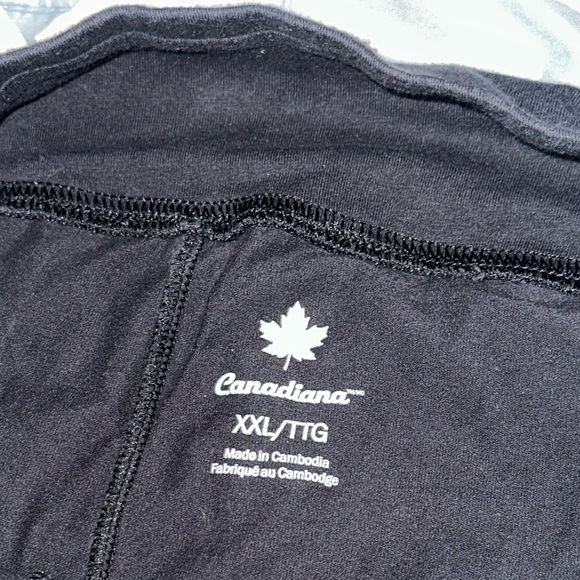 Canadiana
XXL/TTG
Made in Cambodia
Fabriqué au Cambodge